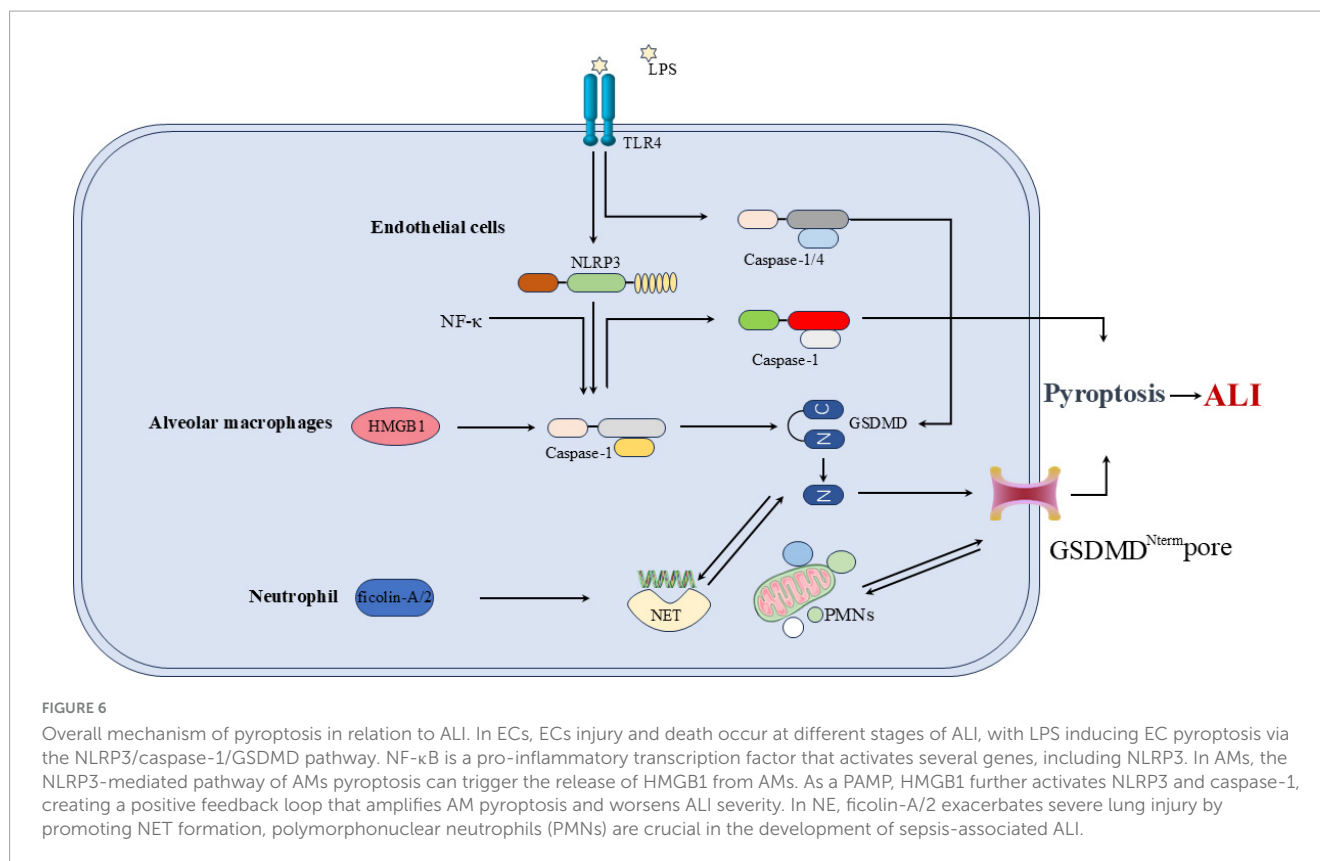 LPS
TLR4
Endothelial cells
NLRP3
Caspase-1/4
NF-κ
Caspase-1
Pyroptosis
ALI
Alveolar macrophages
HMGB1
Caspase-1
C
N
GSDMD
N
GSDMD^Nterm pore
Neutrophil
ficolin-A/2
NET
PMNs
FIGURE 6
Overall mechanism of pyroptosis in relation to ALI. In ECs, ECs injury and death occur at different stages of ALI, with LPS inducing EC pyroptosis via
the NLRP3/caspase-1/GSDMD pathway. NF-κB is a pro-inflammatory transcription factor that activates several genes, including NLRP3. In AMs, the
NLRP3-mediated pathway of AMs pyroptosis can trigger the release of HMGB1 from AMs. As a PAMP, HMGB1 further activates NLRP3 and caspase-1,
creating a positive feedback loop that amplifies AM pyroptosis and worsens ALI severity. In NE, ficolin-A/2 exacerbates severe lung injury by
promoting NET formation, polymorphonuclear neutrophils (PMNs) are crucial in the development of sepsis-associated ALI.